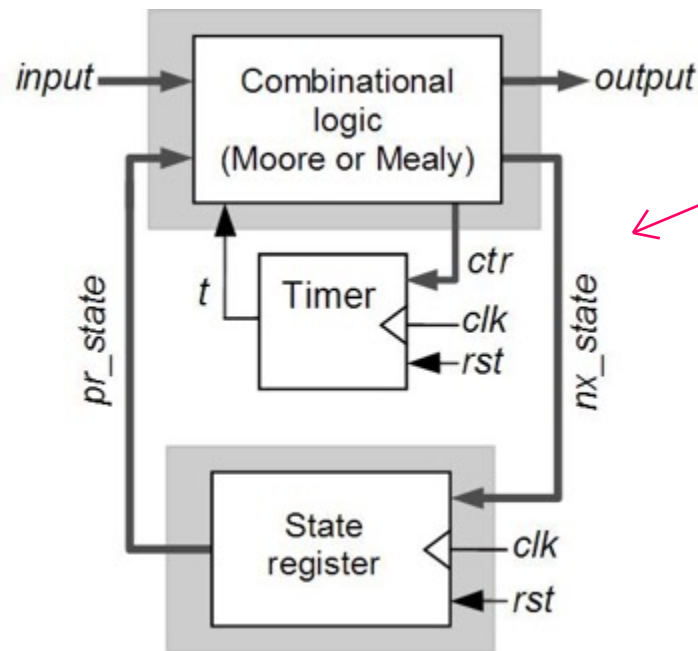 input
Combinational
logic
(Moore or Mealy)
output
t
Timer
ctr
clk
rst
pr_state
nx_state
State
register
clk
rst